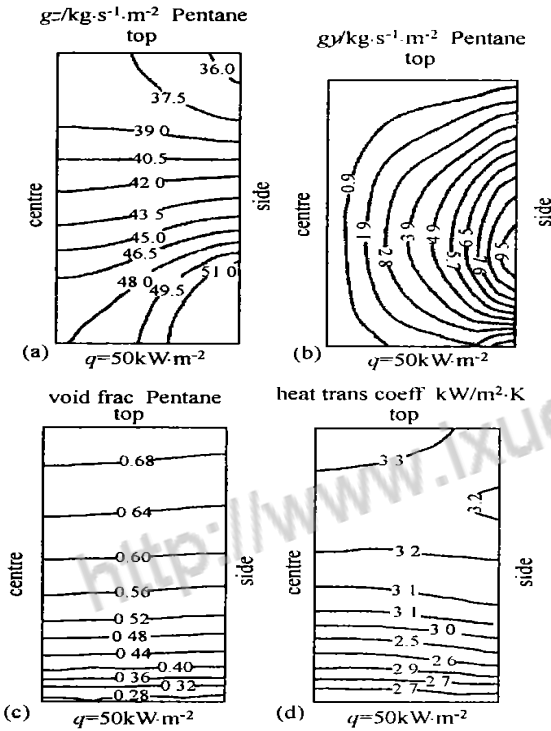 gz/kg·s⁻¹·m⁻² Pentane
top
36.0
37.5
39 0
40.5
42 0
43 5
45.0
46.5
48 0
49.5
51 0
centre
side
(a)
q=50kW·m⁻²
gy/kg·s⁻¹·m⁻² Pentane
top
0.9
1.9
2.8
3.9
4.9
5.7
centre
side
(b)
q=50kW·m⁻²
void frac Pentane
top
0.68
0 64
0 60
0 56
0 52
0 48
0 44
0.40
0 36
0 32
0.28
centre
side
(c)
q=50kW·m⁻²
heat trans coeff kW/m²·K
top
3 3
3.2
3 2
3 1
3 1
3 0
2.5
2 6
2 9
2 7
2 7
centre
side
(d)
q=50kW·m⁻²
http://www.ixue